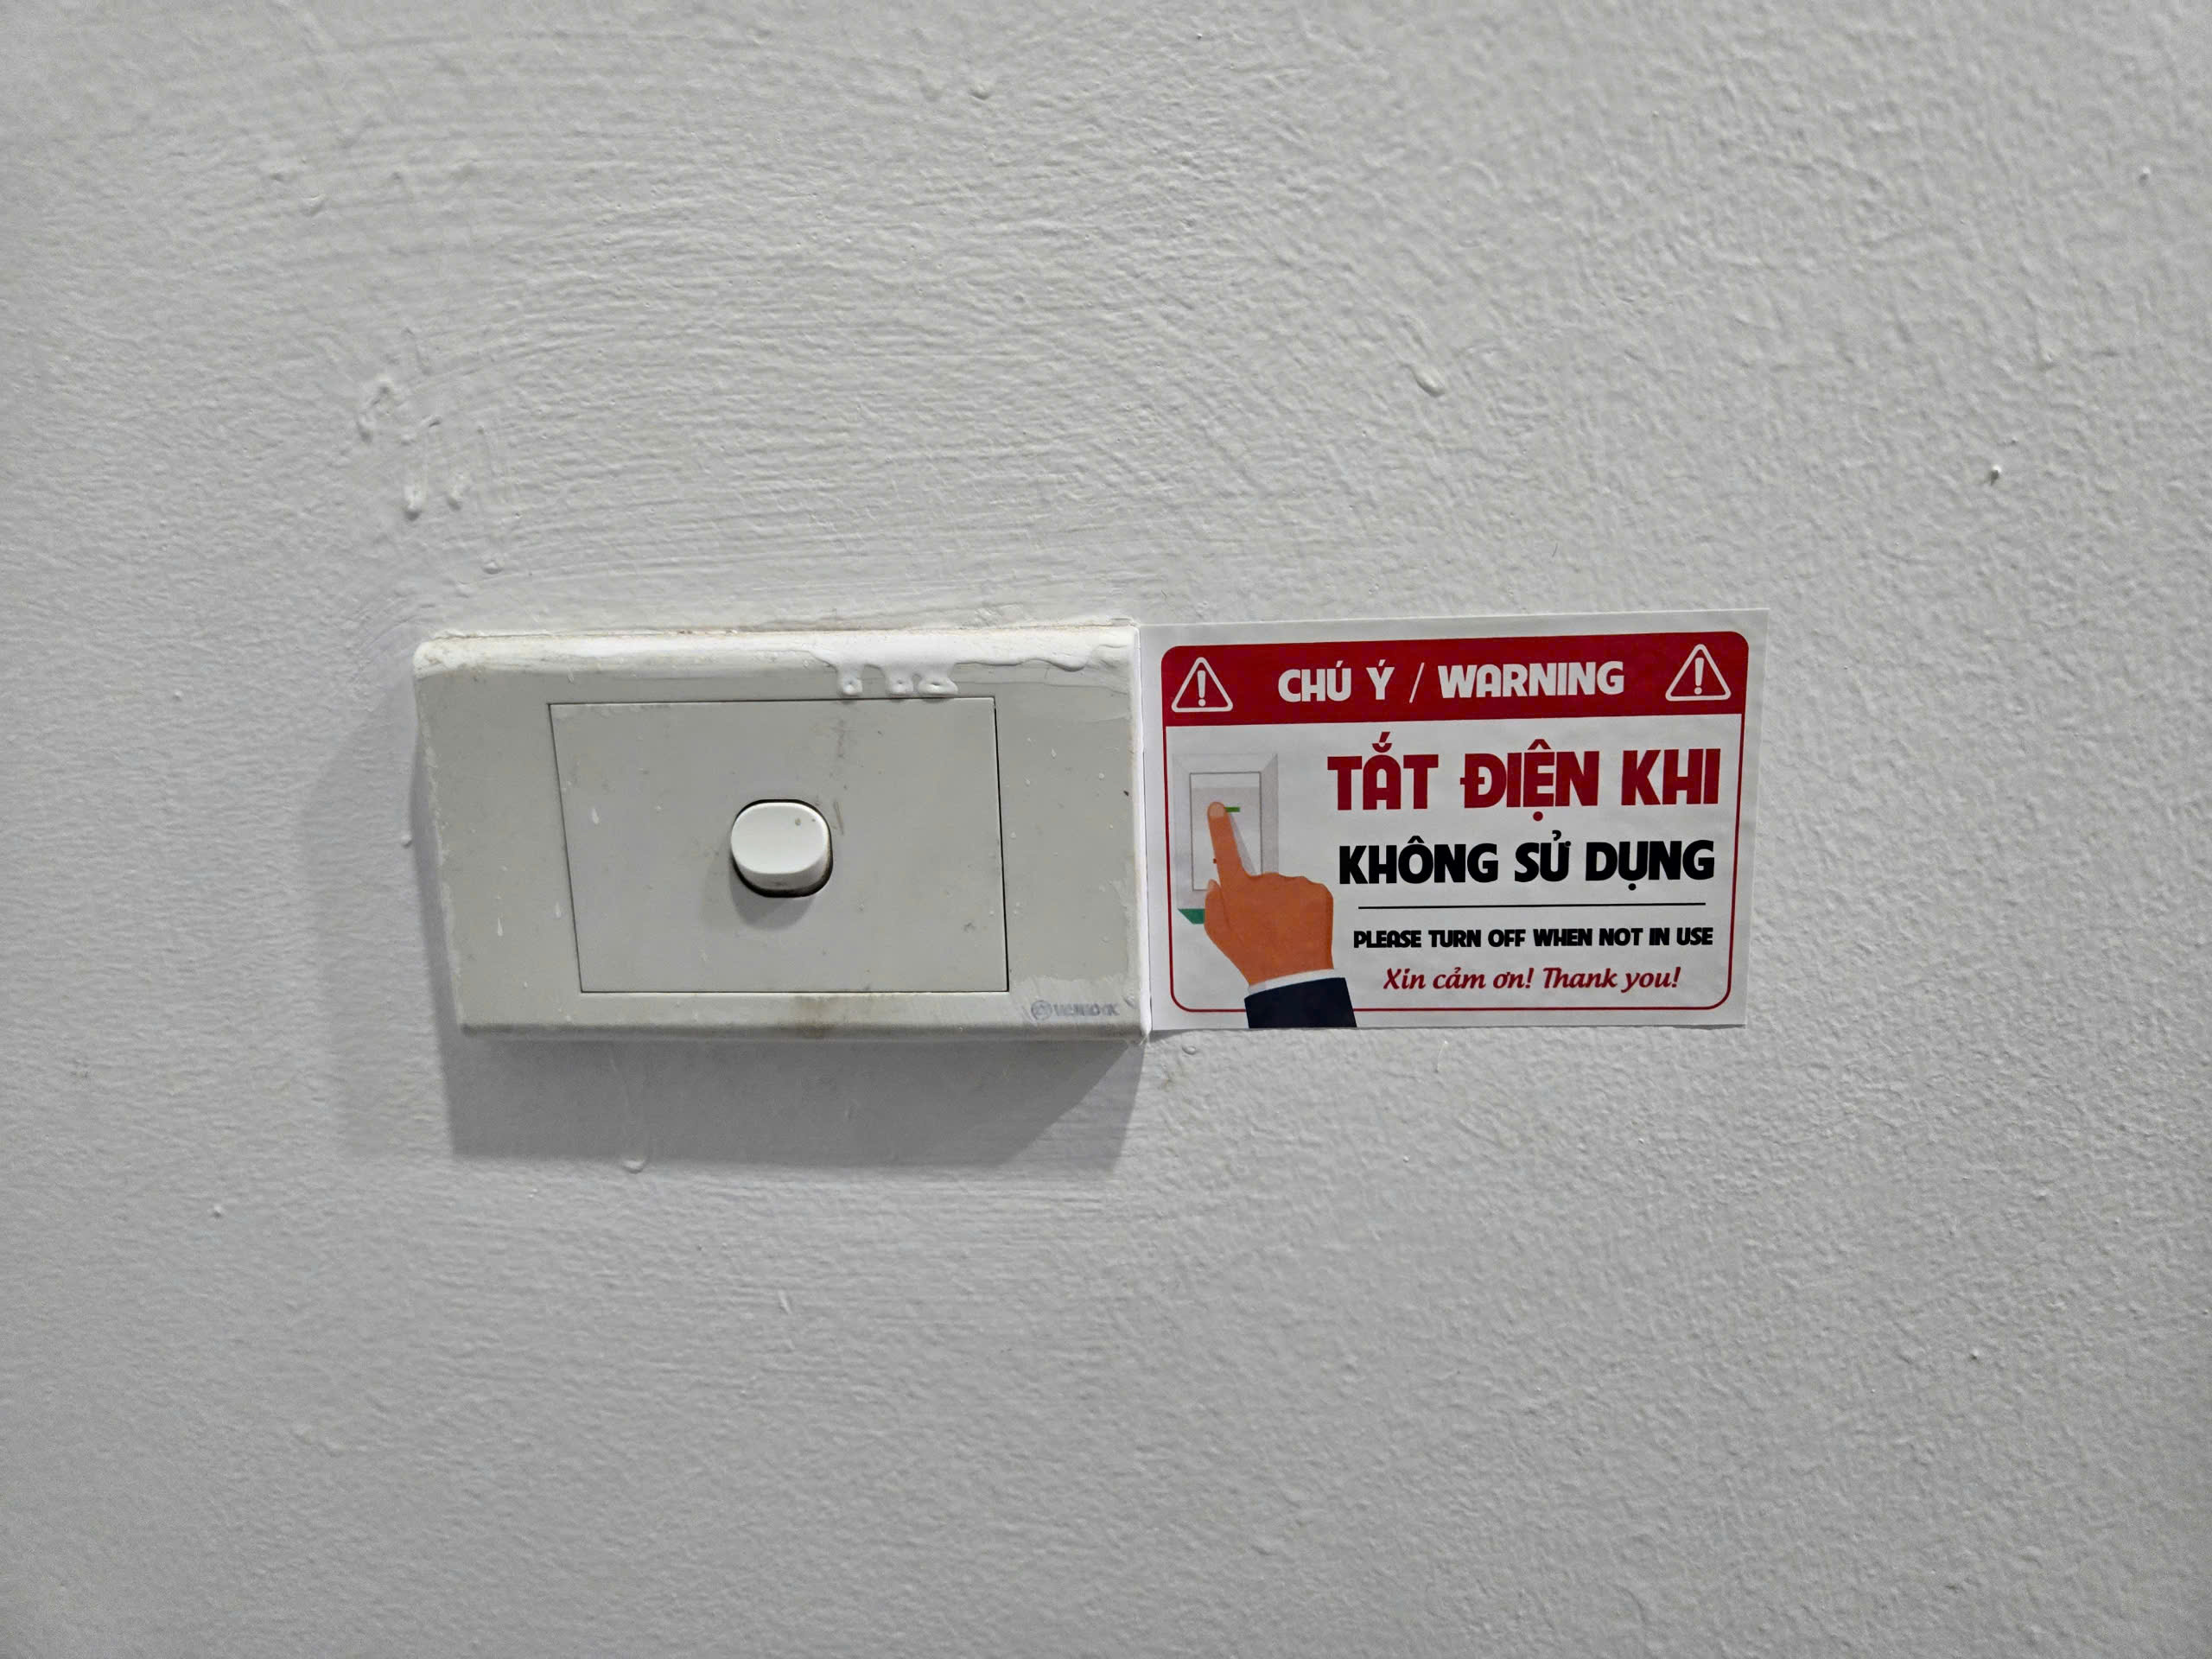 CHÚ Ý / WARNING
TẮT ĐIỆN KHI
KHÔNG SỬ DỤNG
PLEASE TURN OFF WHEN NOT IN USE
Xin cảm ơn! Thank you!